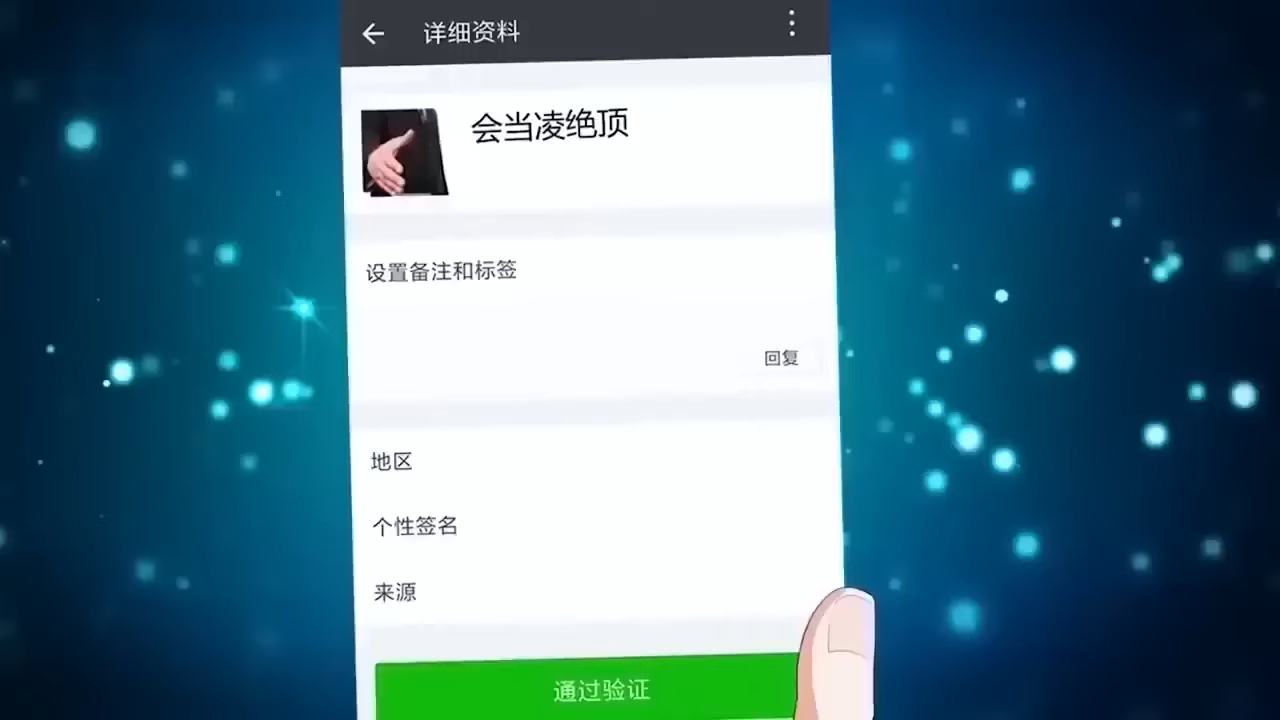 详细资料
会当凌绝顶
设置备注和标签
回复
地区
个性签名
来源
通过验证